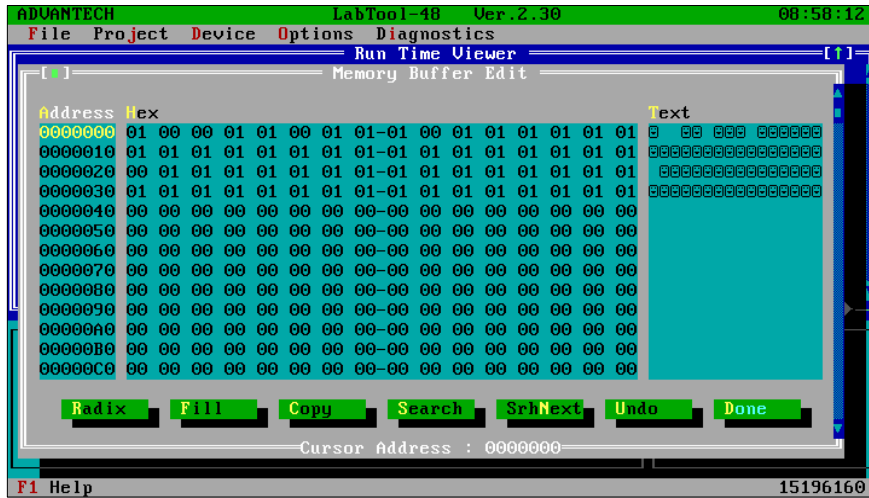 ADVANTECH LabTool-48 Ver.2.30 08:58:12
File Project Device Options Diagnostics
Run Time Viewer [↑]
[■] Memory Buffer Edit
Address Hex Text
0000000 01 00 00 01 01 00 01 01-01 00 01 01 01 01 01 01 ☺  ☺☺ ☺☺☺ ☺☺☺☺☺☺
0000010 01 01 01 01 01 01 01 01-01 01 01 01 01 01 01 01 ☺☺☺☺☺☺☺☺☺☺☺☺☺☺☺☺
0000020 00 01 01 01 01 01 01 01-01 01 01 01 01 01 01 01  ☺☺☺☺☺☺☺☺☺☺☺☺☺☺☺
0000030 01 01 01 01 01 01 01 01-01 01 01 01 01 01 01 01 ☺☺☺☺☺☺☺☺☺☺☺☺☺☺☺☺
0000040 00 00 00 00 00 00 00 00-00 00 00 00 00 00 00 00
0000050 00 00 00 00 00 00 00 00-00 00 00 00 00 00 00 00
0000060 00 00 00 00 00 00 00 00-00 00 00 00 00 00 00 00
0000070 00 00 00 00 00 00 00 00-00 00 00 00 00 00 00 00
0000080 00 00 00 00 00 00 00 00-00 00 00 00 00 00 00 00
0000090 00 00 00 00 00 00 00 00-00 00 00 00 00 00 00 00
00000A0 00 00 00 00 00 00 00 00-00 00 00 00 00 00 00 00
00000B0 00 00 00 00 00 00 00 00-00 00 00 00 00 00 00 00
00000C0 00 00 00 00 00 00 00 00-00 00 00 00 00 00 00 00
Radix Fill Copy Search SrhNext Undo Done
Cursor Address : 0000000
F1 Help 15196160